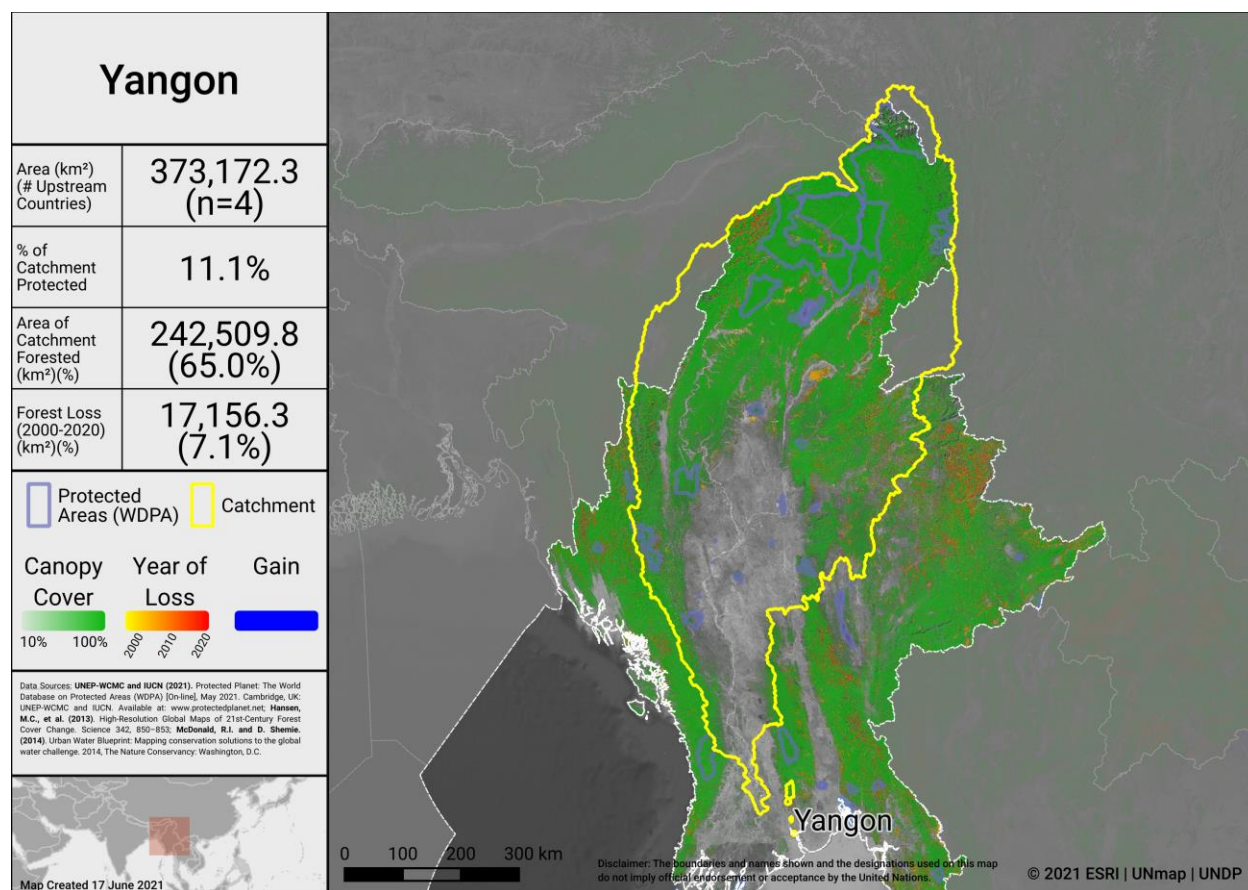 Yangon
Area (km²)
(# Upstream
Countries)
373,172.3
(n=4)
% of
Catchment
Protected
11.1%
Area of
Catchment
Forested
(km²)(%)
242,509.8
(65.0%)
Forest Loss
(2000-2020)
(km²)(%)
17,156.3
(7.1%)
Protected
Areas (WDPA)
Catchment
Canopy
Cover
10% 100%
Year of
Loss
2000 2010 2020
Gain
Data Sources: UNEP-WCMC and IUCN (2021). Protected Planet: The World
Database on Protected Areas (WDPA) [On-line], May 2021. Cambridge, UK:
UNEP-WCMC and IUCN. Available at: www.protectedplanet.net; Hansen,
M.C., et al. (2013). High-Resolution Global Maps of 21st-Century Forest
Cover Change. Science 342, 850–853; McDonald, R.I. and D. Shemie.
(2014). Urban Water Blueprint: Mapping conservation solutions to the global
water challenge. 2014, The Nature Conservancy: Washington, D.C.
Map Created 17 June 2021
Yangon
0 100 200 300 km
Disclaimer: The boundaries and names shown and the designations used on this map
do not imply official endorsement or acceptance by the United Nations.
© 2021 ESRI | UNmap | UNDP